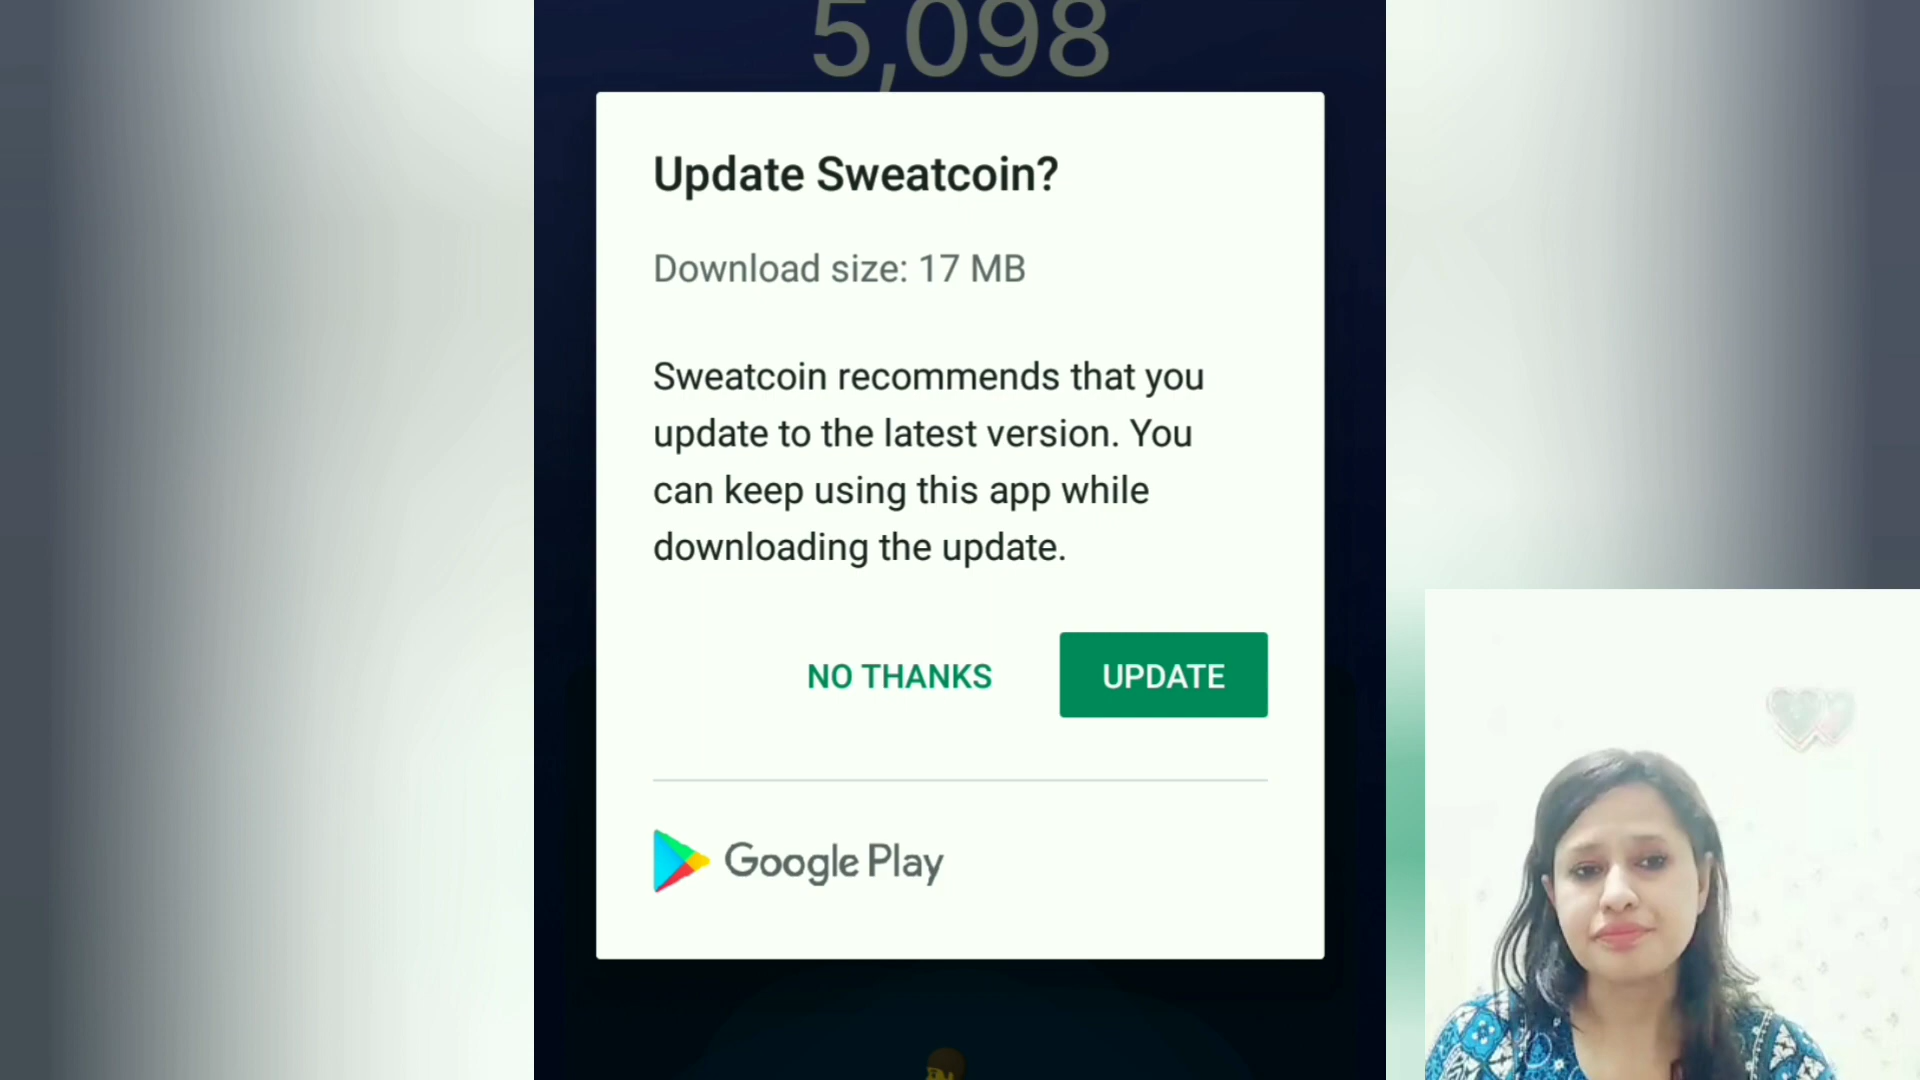 5,098
Update Sweatcoin?
Download size: 17 MB
Sweatcoin recommends that you
update to the latest version. You
can keep using this app while
downloading the update.
NO THANKS
UPDATE
Google Play